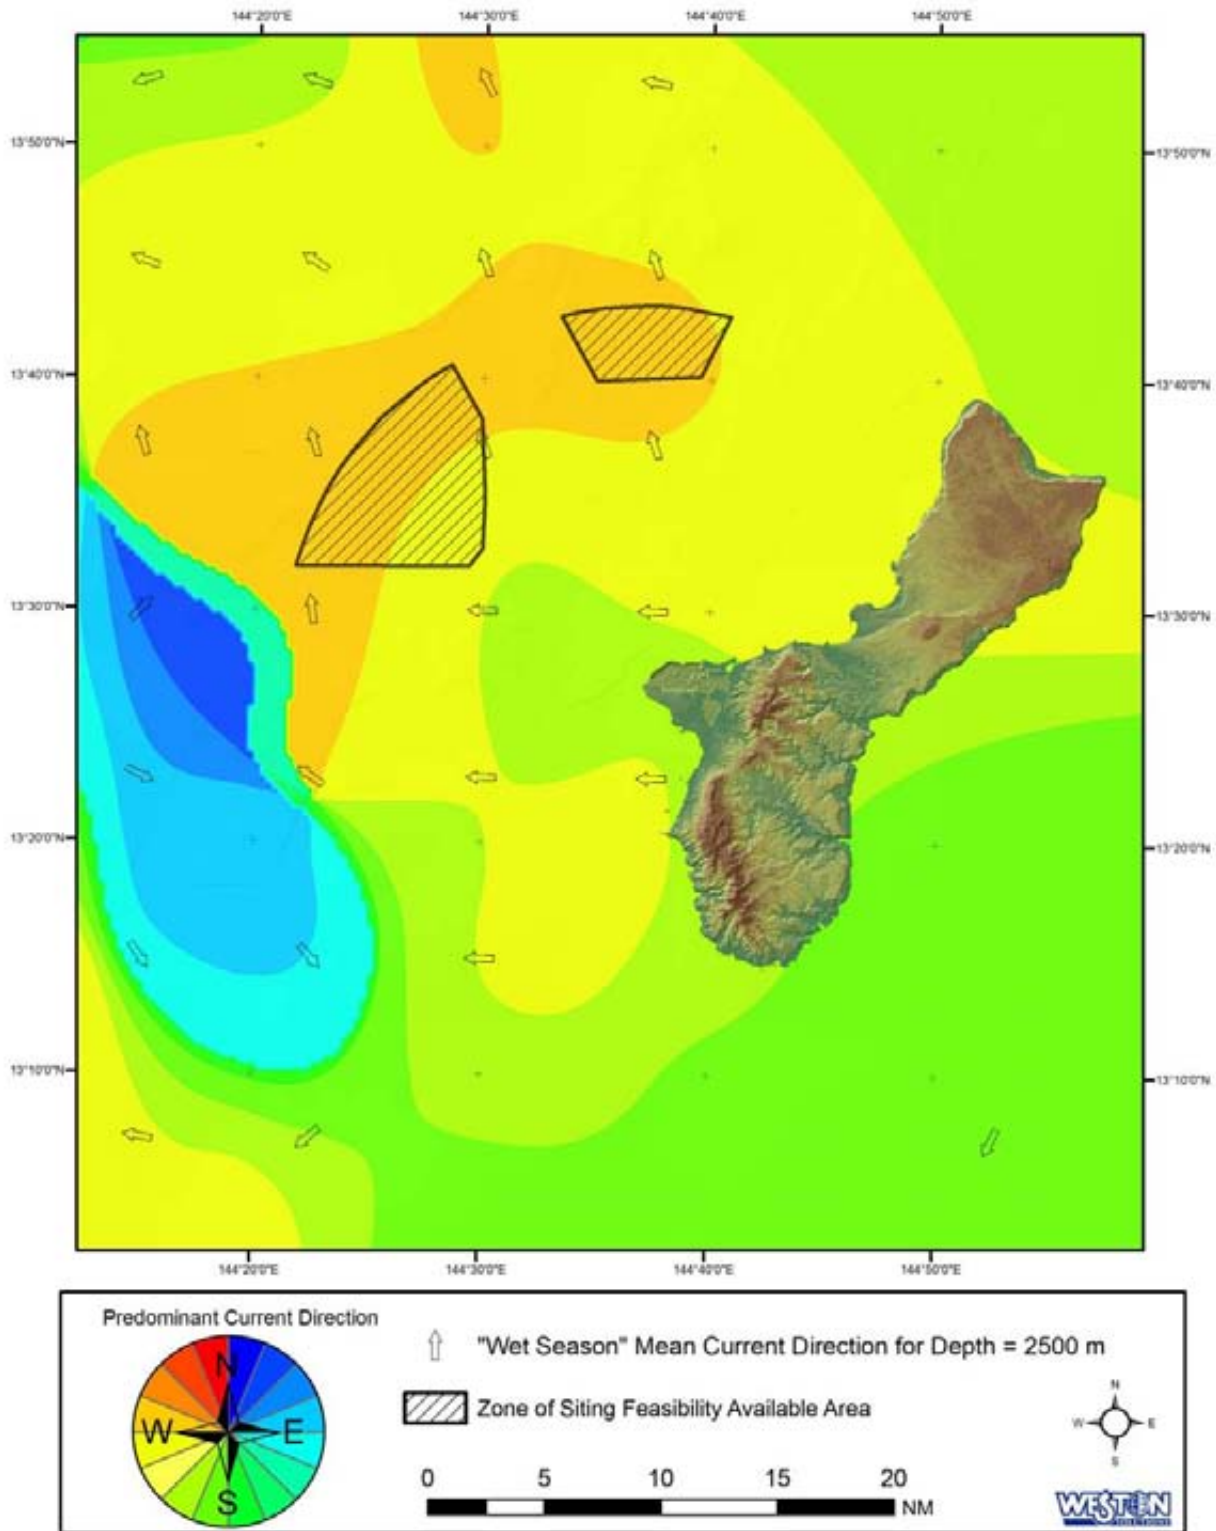 144°20'0"E 144°30'0"E 144°40'0"E 144°50'0"E
13°50'0"N 13°50'0"N
13°40'0"N 13°40'0"N
13°30'0"N 13°30'0"N
13°20'0"N 13°20'0"N
13°10'0"N 13°10'0"N
144°20'0"E 144°30'0"E 144°40'0"E 144°50'0"E
Predominant Current Direction
N
W E
S
"Wet Season" Mean Current Direction for Depth = 2500 m
Zone of Siting Feasibility Available Area
0 5 10 15 20
NM
N
W E
S
WESTON
SOLUTIONS